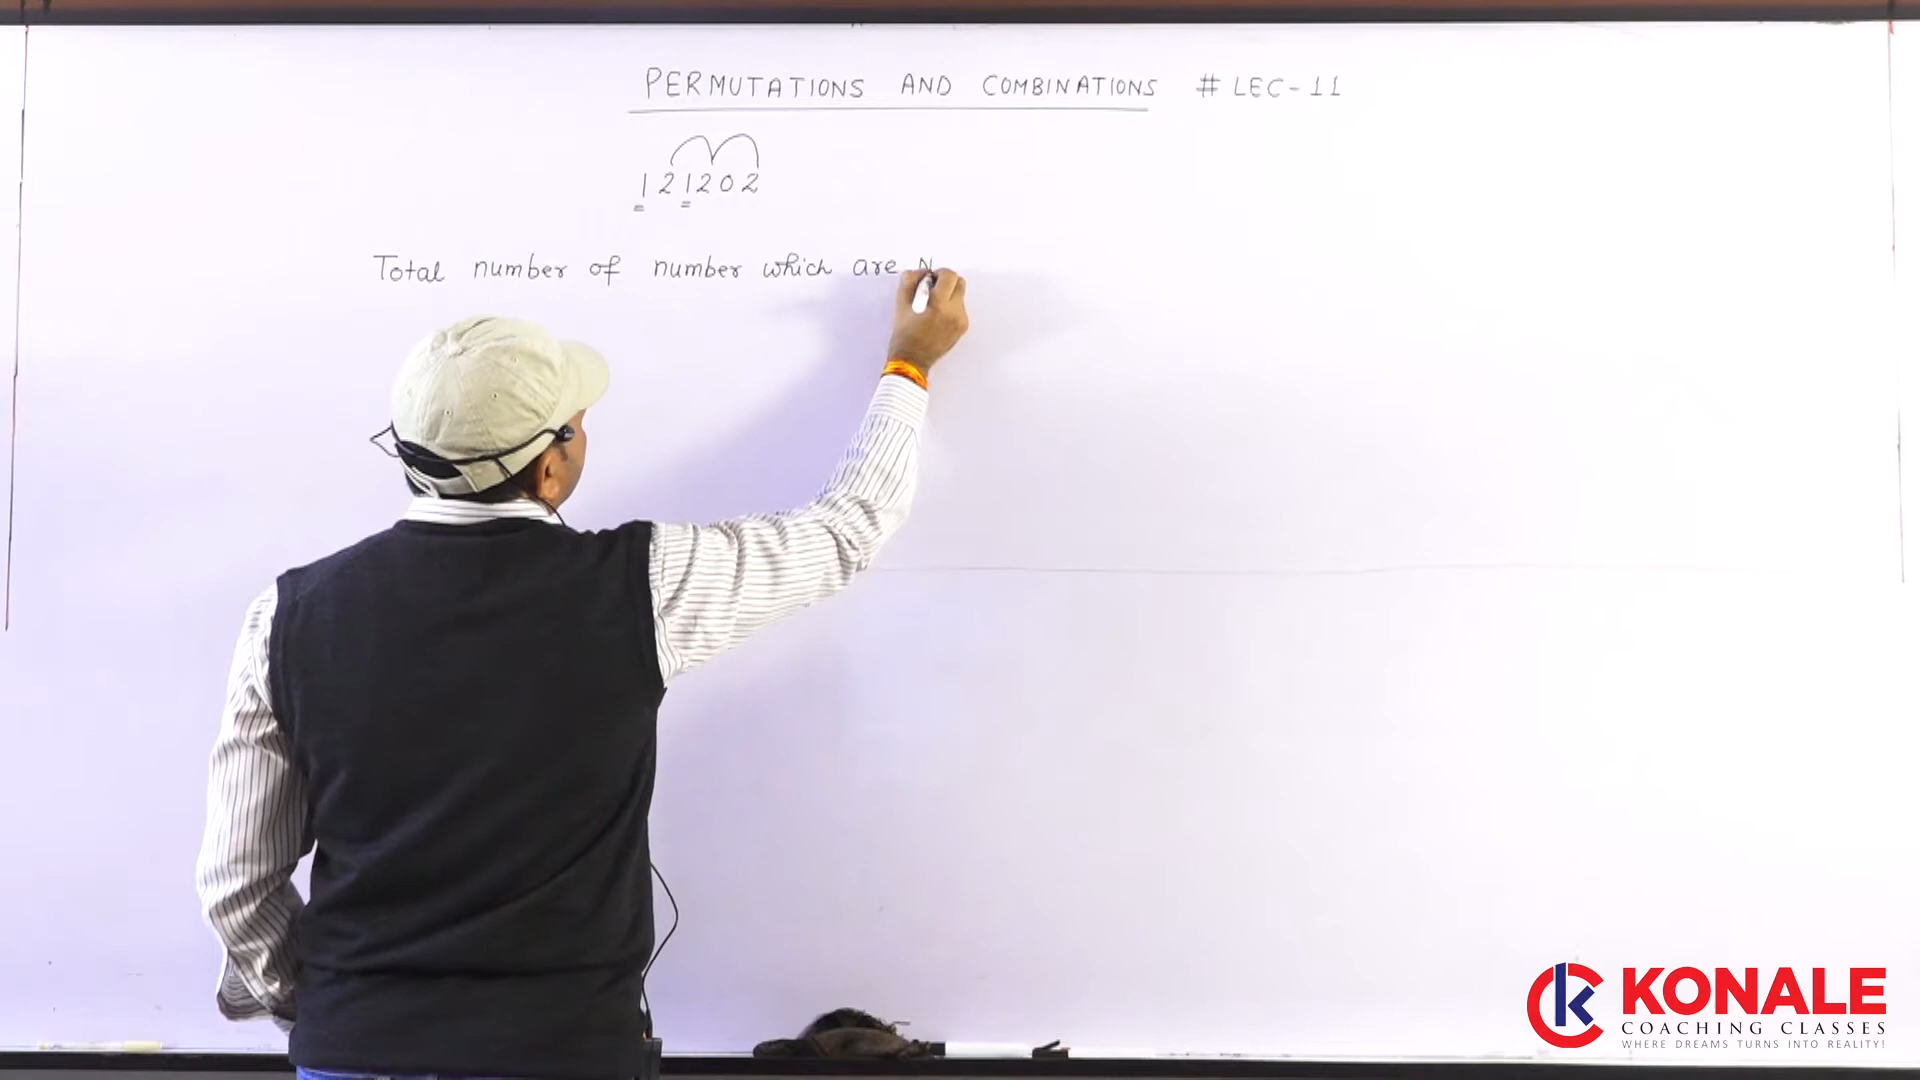 PERMUTATIONS AND COMBINATIONS # LEC-11
121202
Total number of number which are N
KONALE
COACHING CLASSES
WHERE DREAMS TURNS INTO REALITY!